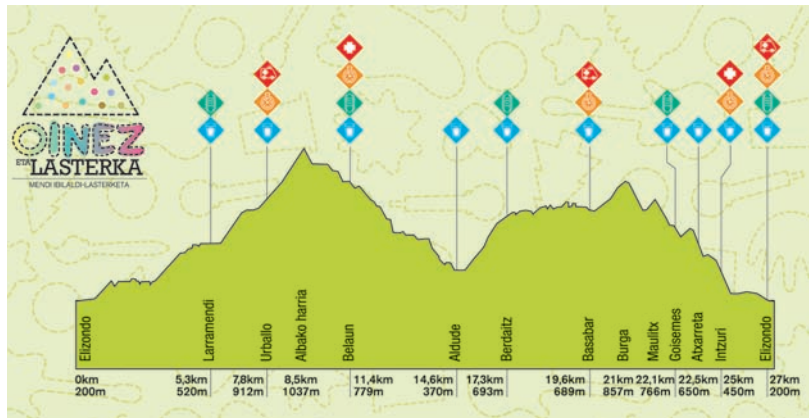 OINEZ
ETA LASTERKA
MENDI IBILALDI-LASTERKETA
Elizondo
Larramendi
Urballo
Albako harria
Belaun
Aldude
Berdaitz
Basabar
Burga
Maulitx
Goisemes
Atxarreta
Intzuri
Elizondo
0km 5,3km 7,8km 8,5km 11,4km 14,6km 17,3km 19,6km 21km 22,1km 22,5km 25km 27km
200m 520m 912m 1037m 779m 370m 693m 689m 857m 766m 650m 450m 200m